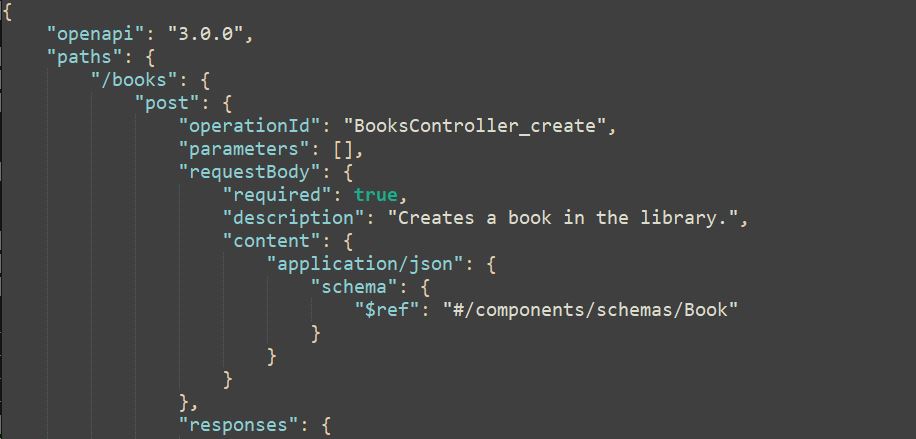 {
"openapi": "3.0.0",
"paths": {
"/books": {
"post": {
"operationId": "BooksController_create",
"parameters": [],
"requestBody": {
"required": true,
"description": "Creates a book in the library.",
"content": {
"application/json": {
"schema": {
"$ref": "#/components/schemas/Book"
}
}
}
},
"responses": {